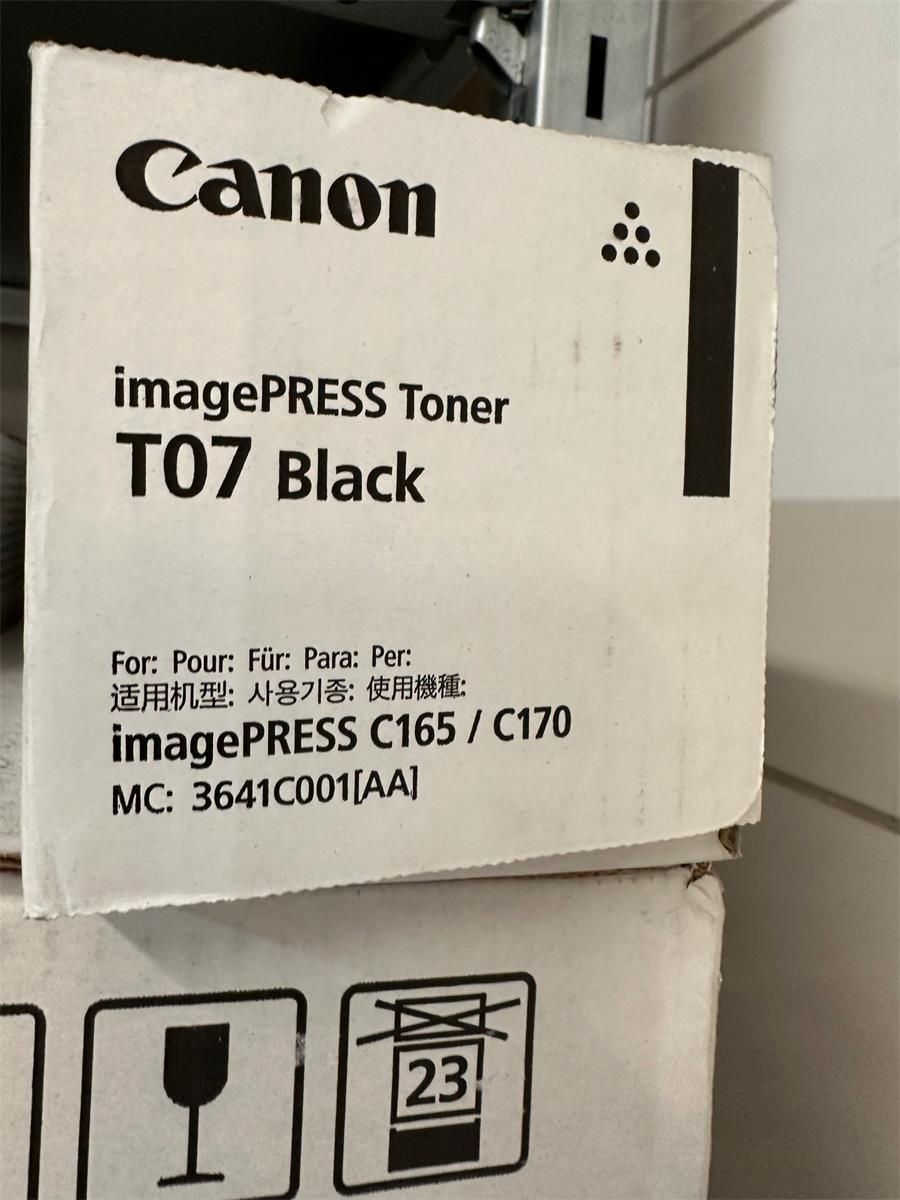 Canon
imagePRESS Toner
T07 Black
For: Pour: Für: Para: Per:
适用机型: 사용기종: 使用機種:
imagePRESS C165 / C170
MC: 3641C001[AA]
23